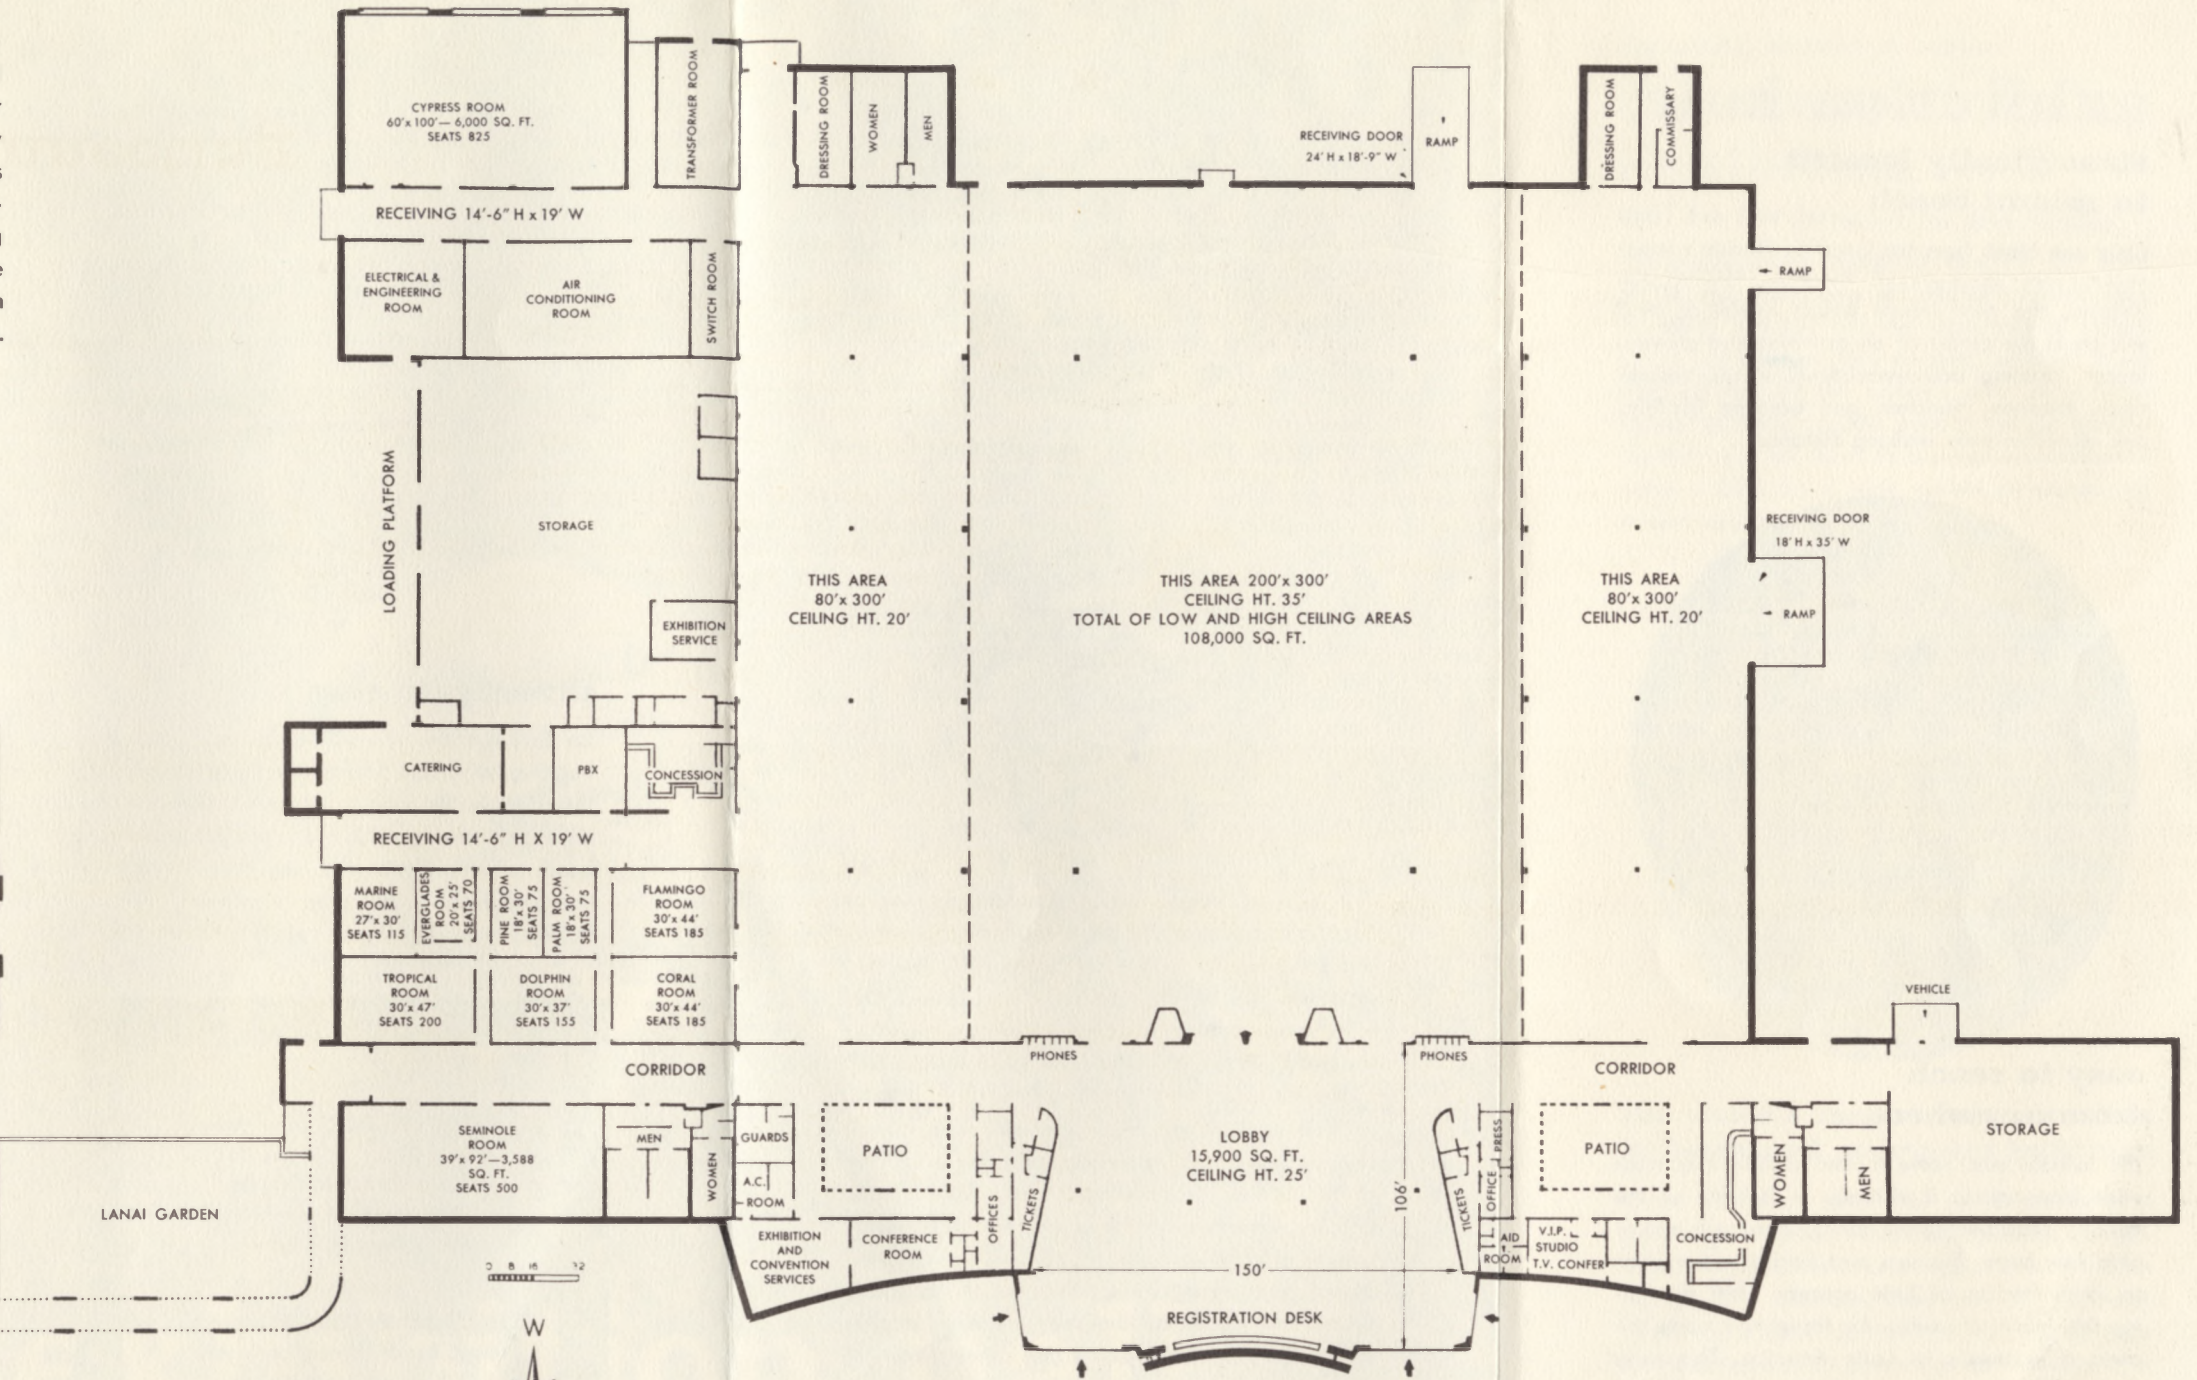 CYPRESS ROOM
60'x 100'— 6,000 SQ. FT.
SEATS 825
TRANSFORMER ROOM
DRESSING ROOM
WOMEN
MEN
RECEIVING DOOR
24' H x 18'-9" W
RAMP
DRESSING ROOM
COMMISSARY
RECEIVING 14'-6" H x 19' W
ELECTRICAL &
ENGINEERING
ROOM
AIR
CONDITIONING
ROOM
SWITCH ROOM
RAMP
LOADING PLATFORM
STORAGE
RECEIVING DOOR
18' H x 35' W
RAMP
THIS AREA
80'x 300'
CEILING HT. 20'
THIS AREA 200'x 300'
CEILING HT. 35'
TOTAL OF LOW AND HIGH CEILING AREAS
108,000 SQ. FT.
THIS AREA
80'x 300'
CEILING HT. 20'
EXHIBITION
SERVICE
CATERING
PBX
CONCESSION
RECEIVING 14'-6" H X 19' W
MARINE
ROOM
27'x 30'
SEATS 115
EVERGLADES
ROOM
20'x 25'
SEATS 70
PINE ROOM
18'x 30'
SEATS 75
PALM ROOM
18'x 30'
SEATS 75
FLAMINGO
ROOM
30'x 44'
SEATS 185
TROPICAL
ROOM
30'x 47'
SEATS 200
DOLPHIN
ROOM
30'x 37'
SEATS 155
CORAL
ROOM
30'x 44'
SEATS 185
VEHICLE
PHONES
PHONES
CORRIDOR
CORRIDOR
SEMINOLE
ROOM
39'x 92'—3,588
SQ. FT.
SEATS 500
MEN
WOMEN
GUARDS
A.C.
ROOM
PATIO
OFFICES
TICKETS
LOBBY
15,900 SQ. FT.
CEILING HT. 25'
106'
TICKETS
OFFICE
PRESS
PATIO
WOMEN
MEN
STORAGE
LANAI GARDEN
EXHIBITION
AND
CONVENTION
SERVICES
CONFERENCE
ROOM
AID
ROOM
V.I.P.
STUDIO
T.V. CONFER
CONCESSION
150'
0 8 16 32
REGISTRATION DESK
W